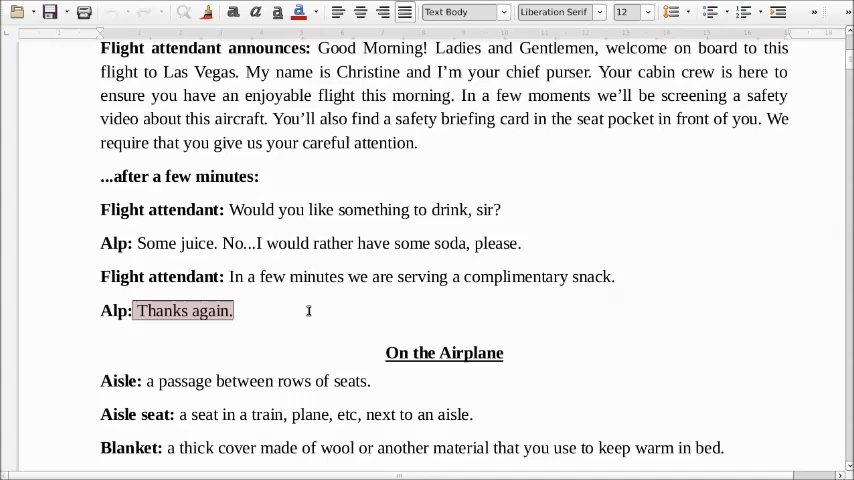 Text Body
Liberation Serif
12
Flight attendant announces: Good Morning! Ladies and Gentlemen, welcome on board to this
flight to Las Vegas. My name is Christine and I’m your chief purser. Your cabin crew is here to
ensure you have an enjoyable flight this morning. In a few moments we’ll be screening a safety
video about this aircraft. You’ll also find a safety briefing card in the seat pocket in front of you. We
require that you give us your careful attention.
...after a few minutes:
Flight attendant: Would you like something to drink, sir?
Alp: Some juice. No...I would rather have some soda, please.
Flight attendant: In a few minutes we are serving a complimentary snack.
Alp: Thanks again.
On the Airplane
Aisle: a passage between rows of seats.
Aisle seat: a seat in a train, plane, etc, next to an aisle.
Blanket: a thick cover made of wool or another material that you use to keep warm in bed.